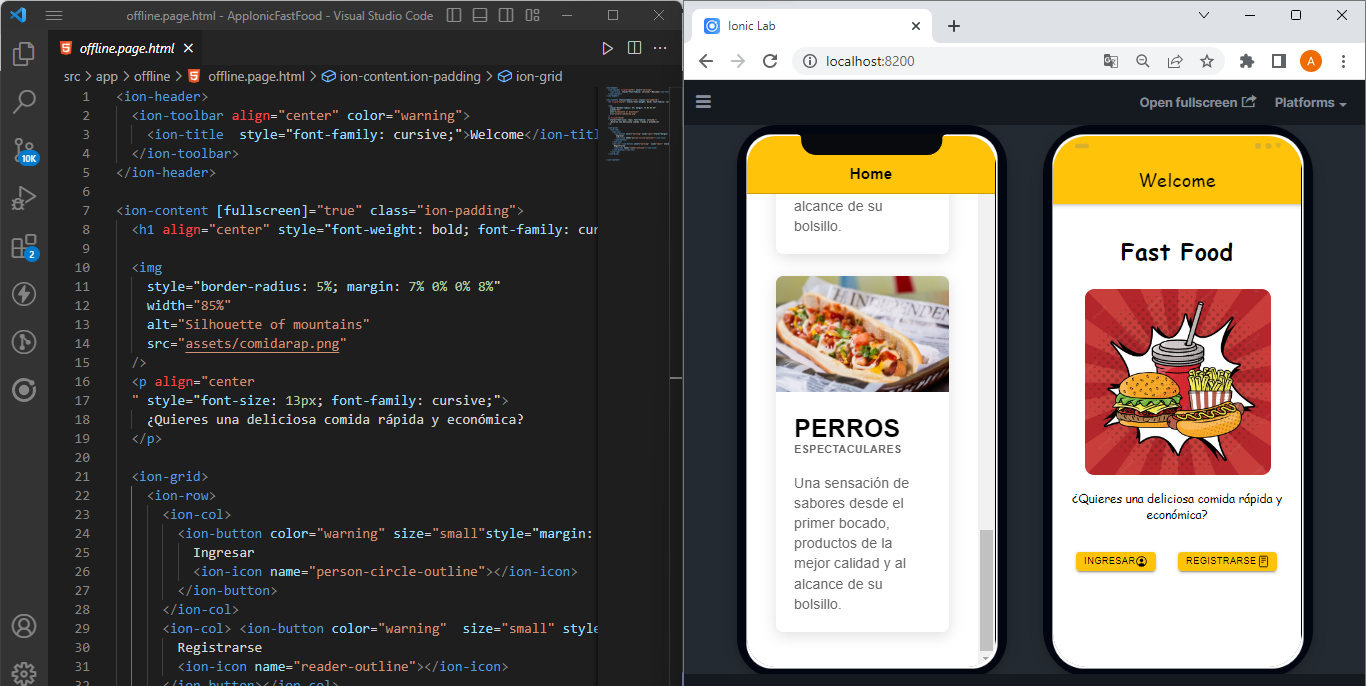 offline.page.html - AppIonicFastFood - Visual Studio Code
offline.page.html
src > app > offline > offline.page.html > ion-content.ion-padding > ion-grid
1 <ion-header>
2 <ion-toolbar align="center" color="warning">
3 <ion-title  style="font-family: cursive;">Welcome</ion-titl
4 </ion-toolbar>
5 </ion-header>
6
7 <ion-content [fullscreen]="true" class="ion-padding">
8 <h1 align="center" style="font-weight: bold; font-family: cur
9
10 <img
11 style="border-radius: 5%; margin: 7% 0% 0% 8%"
12 width="85%"
13 alt="Silhouette of mountains"
14 src="assets/comidarap.png"
15 />
16 <p align="center
17 " style="font-size: 13px; font-family: cursive;">
18 ¿Quieres una deliciosa comida rápida y económica?
19 </p>
20
21 <ion-grid>
22 <ion-row>
23 <ion-col>
24 <ion-button color="warning" size="small"style="margin:
25 Ingresar
26 <ion-icon name="person-circle-outline"></ion-icon>
27 </ion-button>
28 </ion-col>
29 <ion-col> <ion-button color="warning"  size="small" style
30 Registrarse
31 <ion-icon name="reader-outline"></ion-icon>
32 </ion-button></ion-col>
10K
2
Ionic Lab
localhost:8200
A
Open fullscreen
Platforms
Home
alcance de su
bolsillo.
HINDEPEN
PERROS
ESPECTACULARES
Una sensación de
sabores desde el
primer bocado,
productos de la
mejor calidad y al
alcance de su
bolsillo.
Welcome
Fast Food
¿Quieres una deliciosa comida rápida y
económica?
INGRESAR
REGISTRARSE